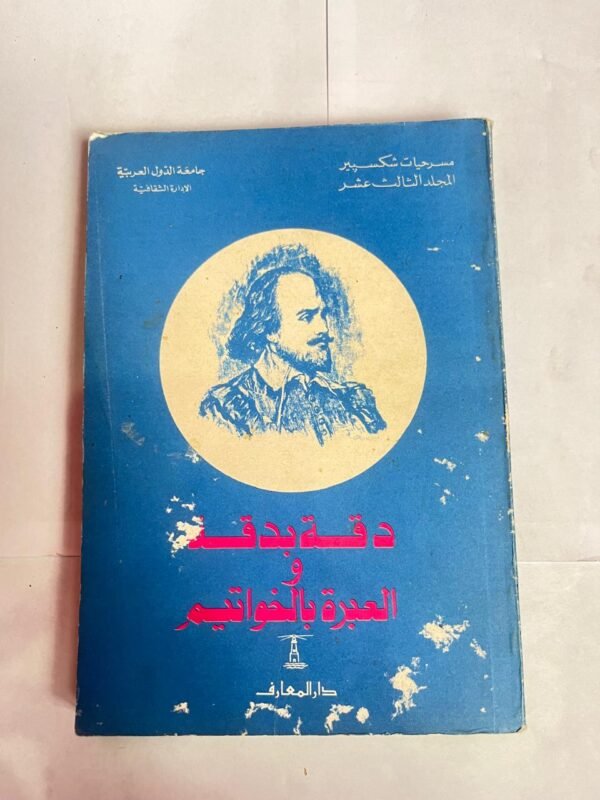 مسرحيات شكسبير
المجلد الثالث عشر
جامعة الدول العربية
الإدارة الثقافية
دقة بدقة
و
العبرة بالخواتيم
دار المعارف